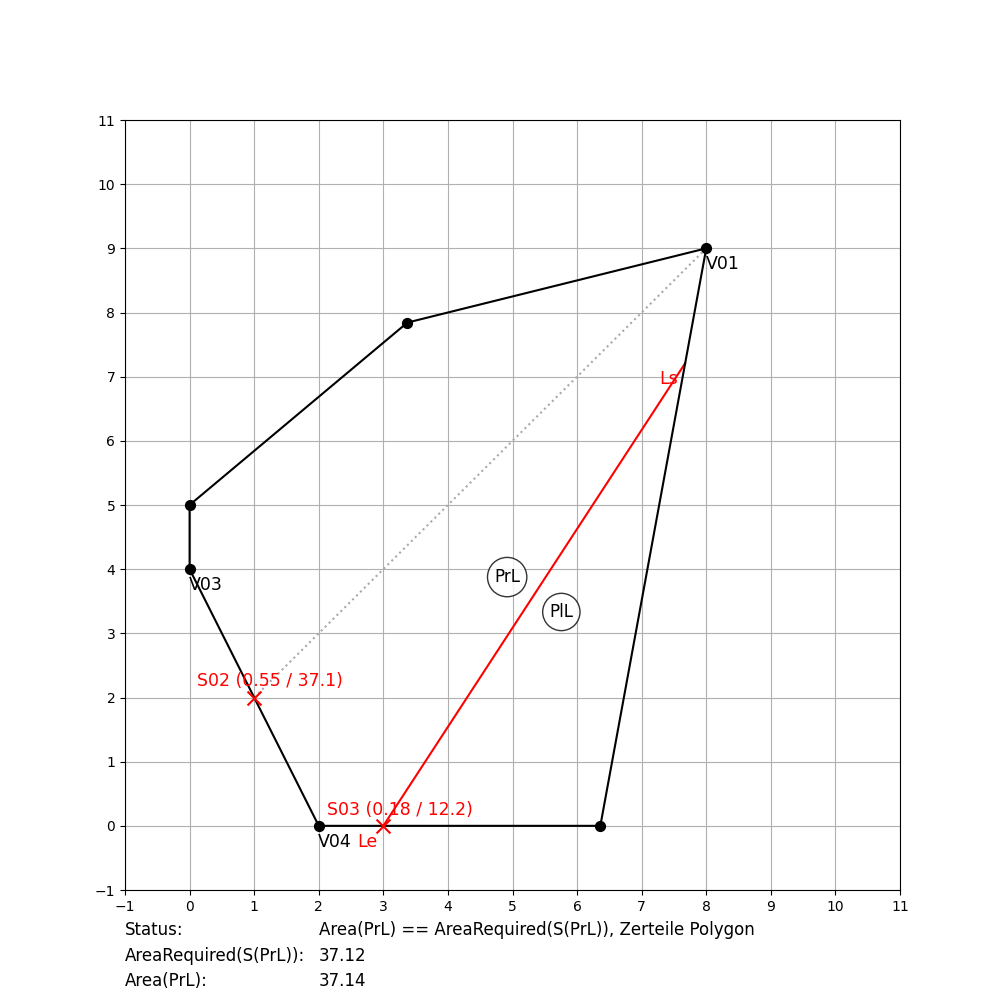 11
10
9
V01
8
7
Ls
6
5
4
PrL
V03
PlL
3
S02 (0.55 / 37.1)
2
1
S03 (0.18 / 12.2)
0
V04 Le
−1
−1 0 1 2 3 4 5 6 7 8 9 10 11
Status: Area(PrL) == AreaRequired(S(PrL)), Zerteile Polygon
AreaRequired(S(PrL)): 37.12
Area(PrL): 37.14